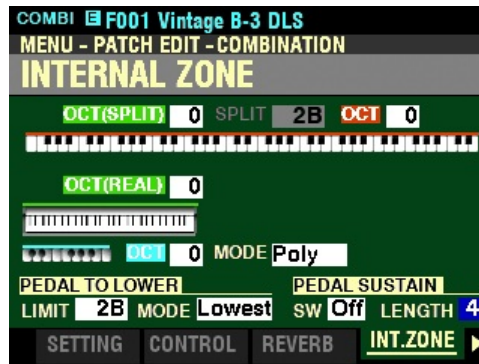 COMBI E F001 Vintage B-3 DLS
MENU - PATCH EDIT - COMBINATION
INTERNAL ZONE
OCT(SPLIT) 0 SPLIT 2B OCT 0
OCT(REAL) 0
OCT 0 MODE Poly
PEDAL TO LOWER PEDAL SUSTAIN
LIMIT 2B MODE Lowest SW Off LENGTH 4
SETTING CONTROL REVERB INT.ZONE